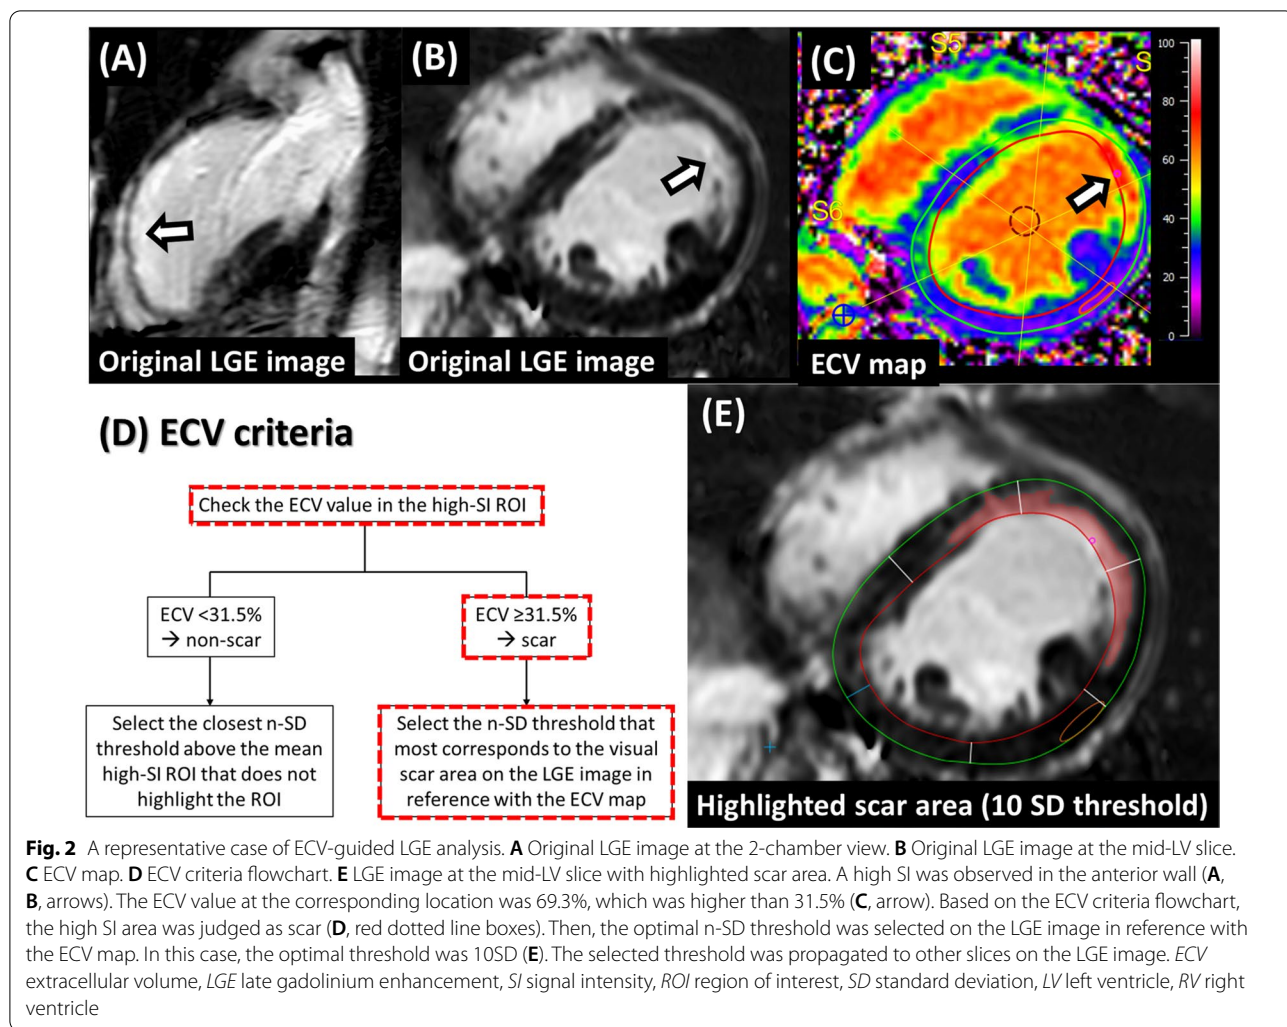 (A)
Original LGE image
(B)
Original LGE image
(C)
S5
S
S6
100
80
60
40
20
0
ECV map
(D) ECV criteria
Check the ECV value in the high-SI ROI
ECV <31.5%
→ non-scar
ECV ≥31.5%
→ scar
Select the closest n-SD
threshold above the mean
high-SI ROI that does not
highlight the ROI
Select the n-SD threshold that
most corresponds to the visual
scar area on the LGE image in
reference with the ECV map
(E)
Highlighted scar area (10 SD threshold)
Fig. 2 A representative case of ECV-guided LGE analysis. A Original LGE image at the 2-chamber view. B Original LGE image at the mid-LV slice.
C ECV map. D ECV criteria flowchart. E LGE image at the mid-LV slice with highlighted scar area. A high SI was observed in the anterior wall (A,
B, arrows). The ECV value at the corresponding location was 69.3%, which was higher than 31.5% (C, arrow). Based on the ECV criteria flowchart,
the high SI area was judged as scar (D, red dotted line boxes). Then, the optimal n-SD threshold was selected on the LGE image in reference with
the ECV map. In this case, the optimal threshold was 10SD (E). The selected threshold was propagated to other slices on the LGE image. ECV
extracellular volume, LGE late gadolinium enhancement, SI signal intensity, ROI region of interest, SD standard deviation, LV left ventricle, RV right
ventricle